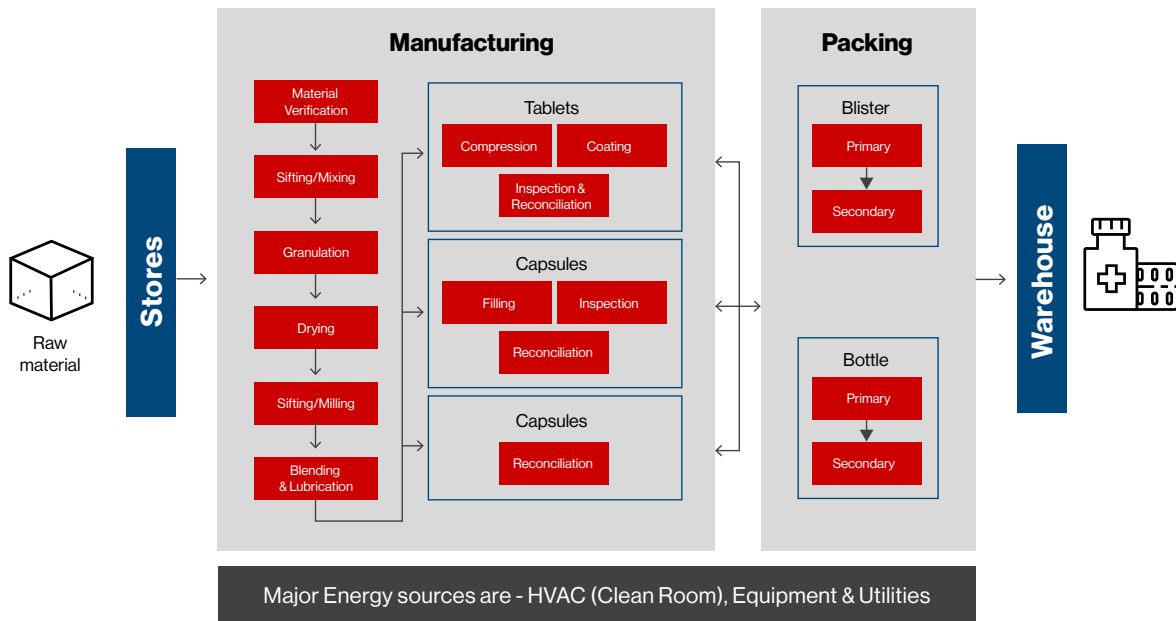 Raw
material
Stores
Manufacturing
Material
Verification
Sifting/Mixing
Granulation
Drying
Sifting/Milling
Blending
& Lubrication
Tablets
Compression
Coating
Inspection &
Reconciliation
Capsules
Filling
Inspection
Reconciliation
Capsules
Reconciliation
Packing
Blister
Primary
Secondary
Bottle
Primary
Secondary
Warehouse
Major Energy sources are - HVAC (Clean Room), Equipment & Utilities